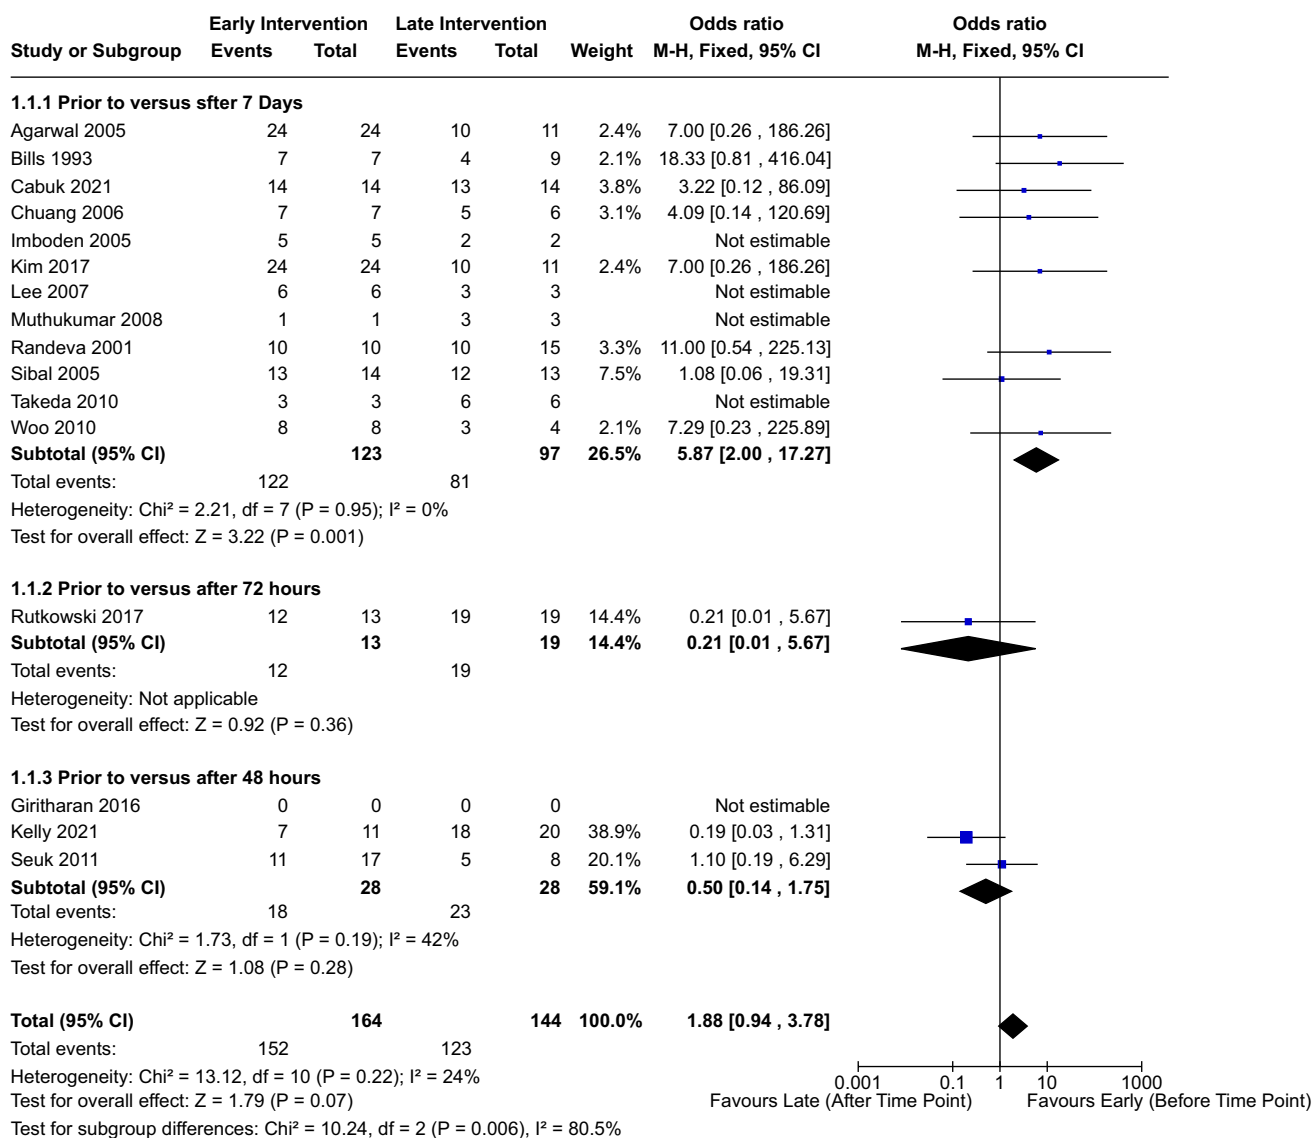 Early Intervention Late Intervention Odds ratio Odds ratio
Study or Subgroup Events Total Events Total Weight M-H, Fixed, 95% CI M-H, Fixed, 95% CI
1.1.1 Prior to versus sfter 7 Days
Agarwal 2005 24 24 10 11 2.4% 7.00 [0.26 , 186.26]
Bills 1993 7 7 4 9 2.1% 18.33 [0.81 , 416.04]
Cabuk 2021 14 14 13 14 3.8% 3.22 [0.12 , 86.09]
Chuang 2006 7 7 5 6 3.1% 4.09 [0.14 , 120.69]
Imboden 2005 5 5 2 2 Not estimable
Kim 2017 24 24 10 11 2.4% 7.00 [0.26 , 186.26]
Lee 2007 6 6 3 3 Not estimable
Muthukumar 2008 1 1 3 3 Not estimable
Randeva 2001 10 10 10 15 3.3% 11.00 [0.54 , 225.13]
Sibal 2005 13 14 12 13 7.5% 1.08 [0.06 , 19.31]
Takeda 2010 3 3 6 6 Not estimable
Woo 2010 8 8 3 4 2.1% 7.29 [0.23 , 225.89]
Subtotal (95% CI) 123 97 26.5% 5.87 [2.00 , 17.27]
Total events: 122 81
Heterogeneity: Chi² = 2.21, df = 7 (P = 0.95); I² = 0%
Test for overall effect: Z = 3.22 (P = 0.001)
1.1.2 Prior to versus after 72 hours
Rutkowski 2017 12 13 19 19 14.4% 0.21 [0.01 , 5.67]
Subtotal (95% CI) 13 19 14.4% 0.21 [0.01 , 5.67]
Total events: 12 19
Heterogeneity: Not applicable
Test for overall effect: Z = 0.92 (P = 0.36)
1.1.3 Prior to versus after 48 hours
Giritharan 2016 0 0 0 0 Not estimable
Kelly 2021 7 11 18 20 38.9% 0.19 [0.03 , 1.31]
Seuk 2011 11 17 5 8 20.1% 1.10 [0.19 , 6.29]
Subtotal (95% CI) 28 28 59.1% 0.50 [0.14 , 1.75]
Total events: 18 23
Heterogeneity: Chi² = 1.73, df = 1 (P = 0.19); I² = 42%
Test for overall effect: Z = 1.08 (P = 0.28)
Total (95% CI) 164 144 100.0% 1.88 [0.94 , 3.78]
Total events: 152 123
Heterogeneity: Chi² = 13.12, df = 10 (P = 0.22); I² = 24%
0.001 0.1 1 10 1000
Test for overall effect: Z = 1.79 (P = 0.07)
Favours Late (After Time Point) Favours Early (Before Time Point)
Test for subgroup differences: Chi² = 10.24, df = 2 (P = 0.006), I² = 80.5%